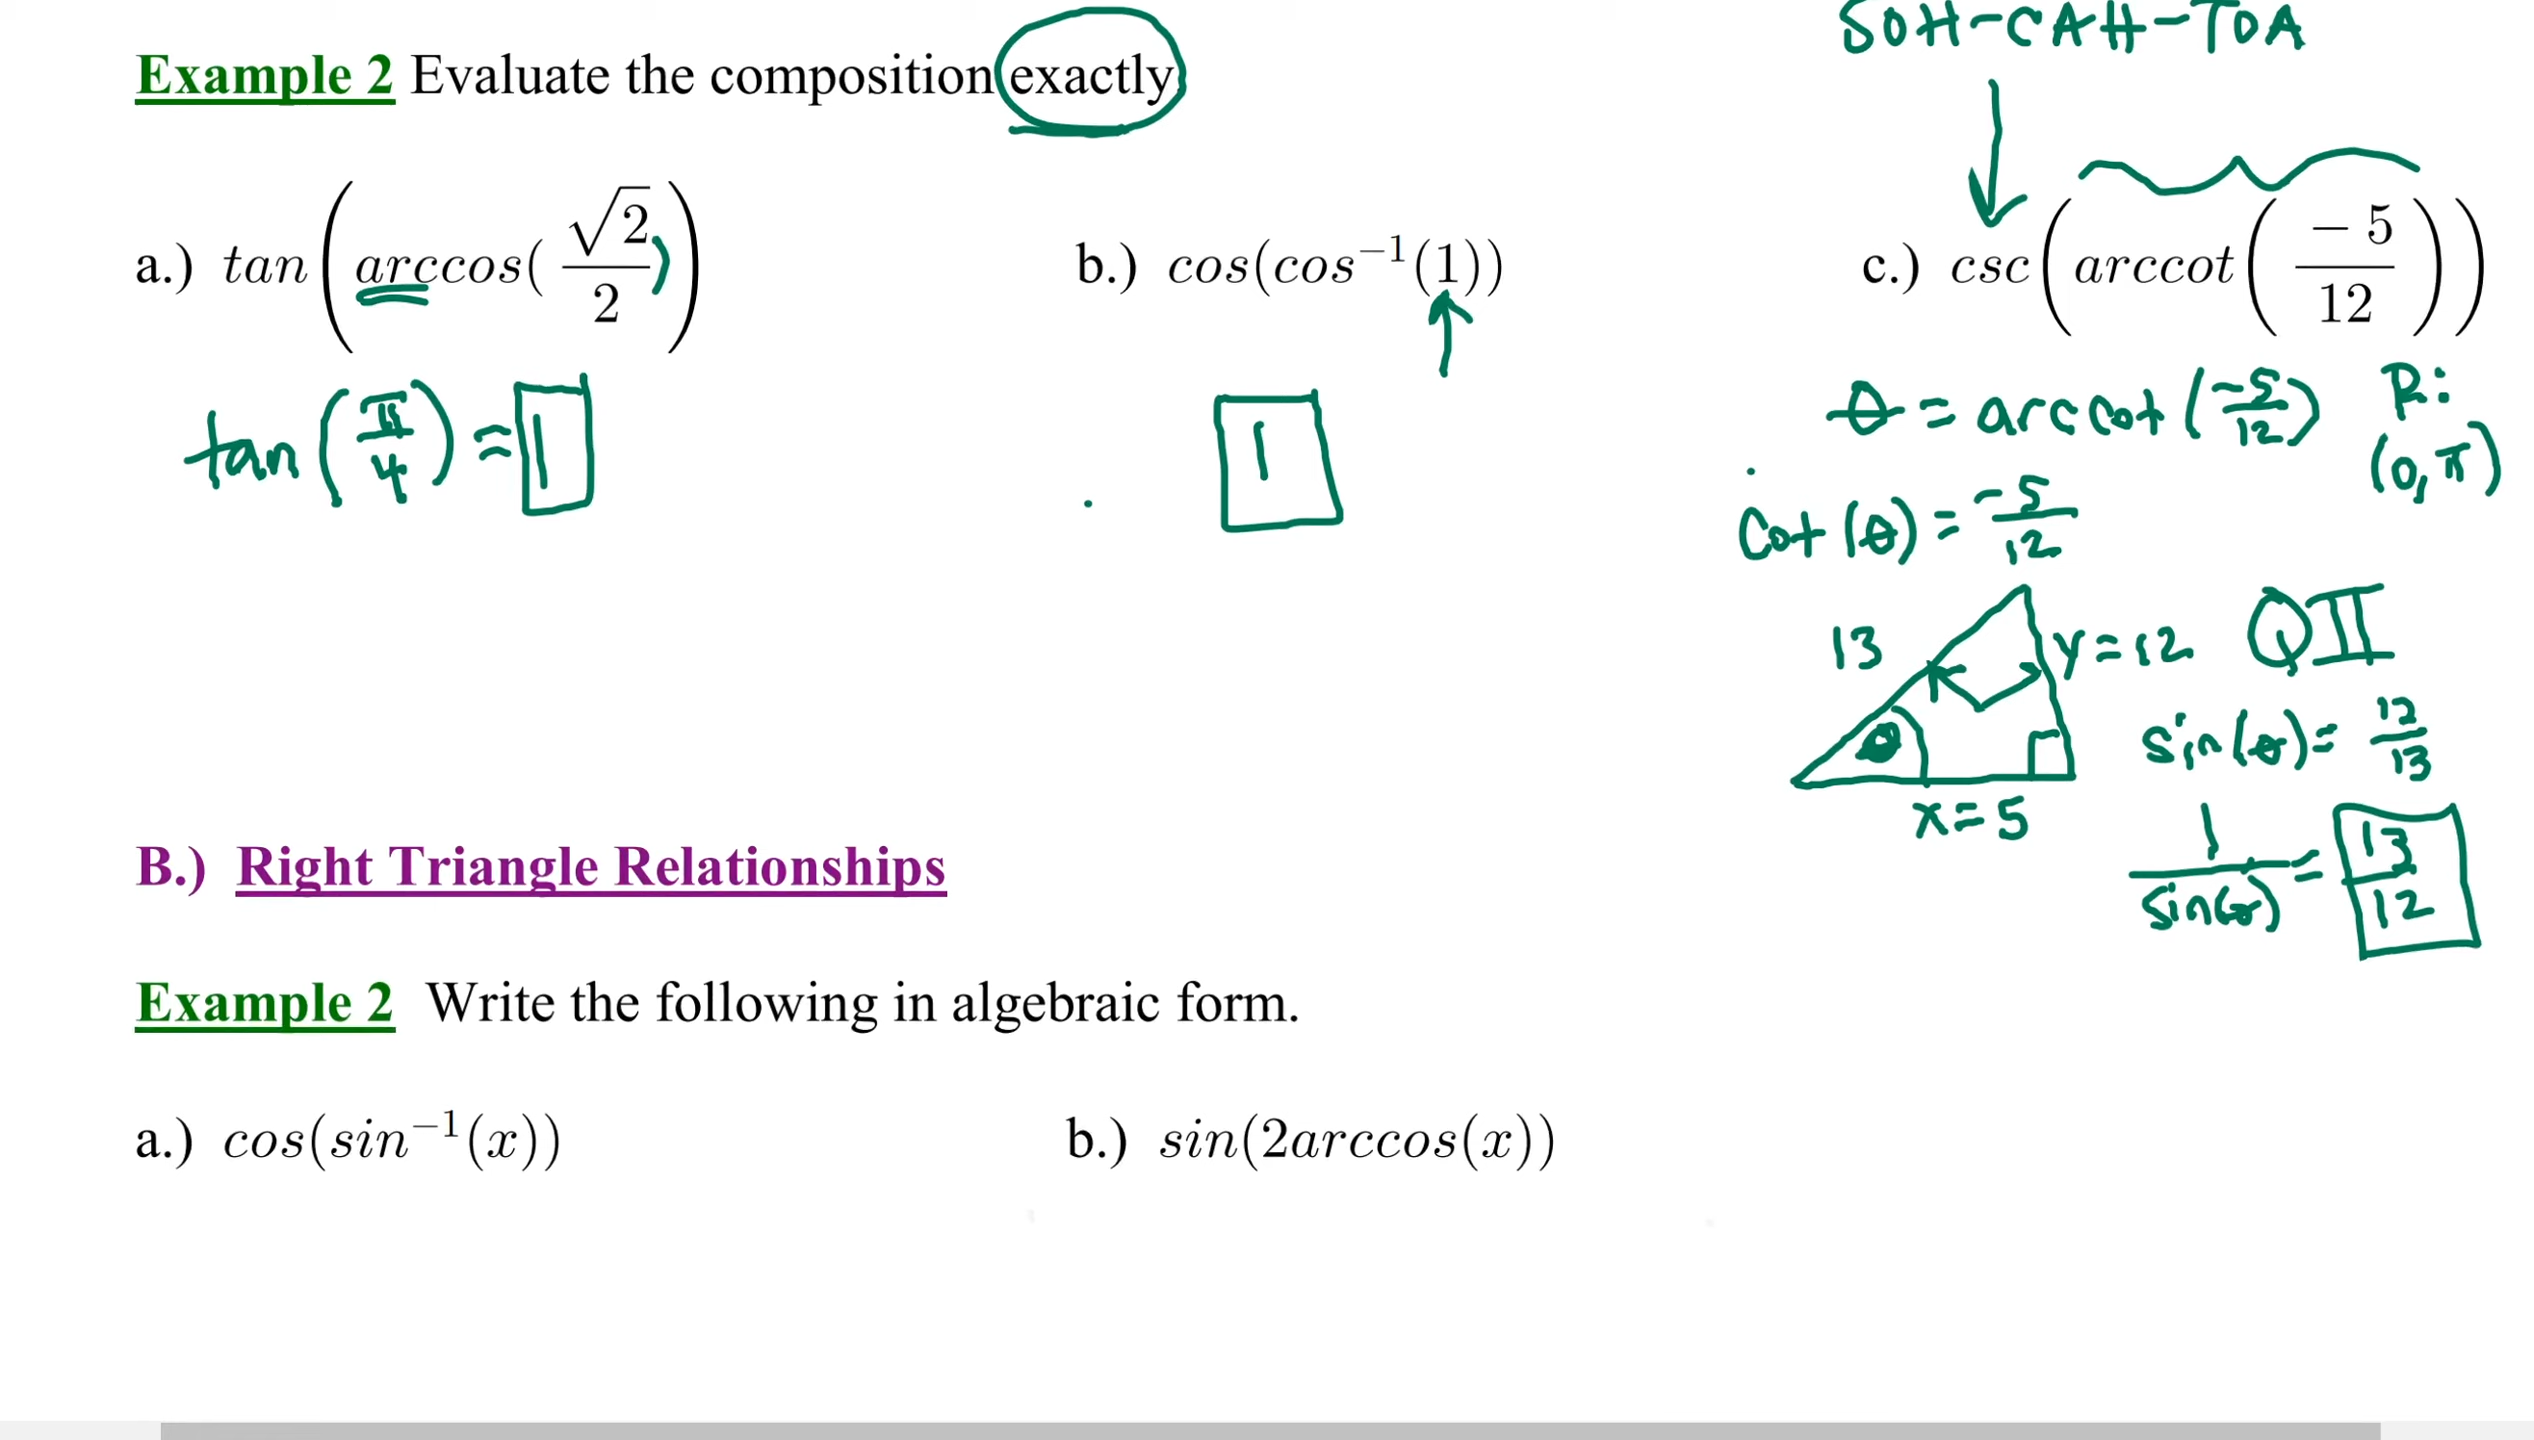 SOH-CAH-TOA
Example 2 Evaluate the composition exactly
a.) tan(arccos(√2/2))
b.) cos(cos⁻¹(1))
c.) csc(arccot(-5/12))
tan(π/4) = 1
1
θ = arccot(-5/12) R: (0, π)
cot(θ) = -5/12
13 y = 12 QII
sin(θ) = 12/13
x = 5
1/sin(θ) = 13/12
B.) Right Triangle Relationships
Example 2 Write the following in algebraic form.
a.) cos(sin⁻¹(x))
b.) sin(2arccos(x))